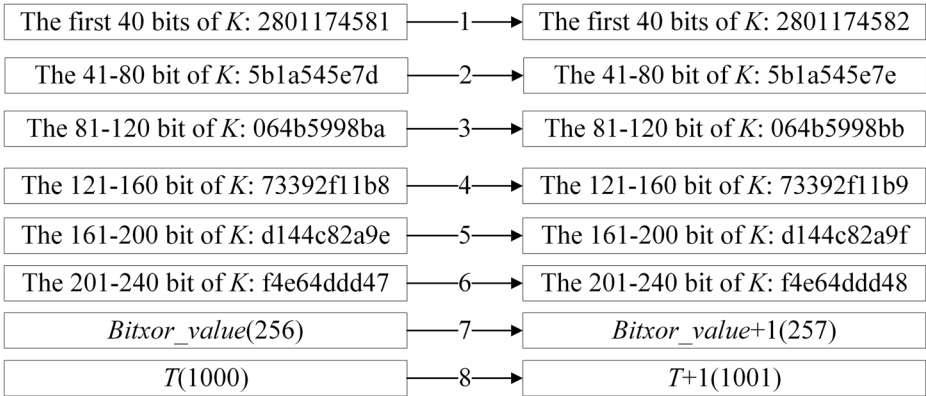 The first 40 bits of K: 2801174581 1 The first 40 bits of K: 2801174582
The 41-80 bit of K: 5b1a545e7d 2 The 41-80 bit of K: 5b1a545e7e
The 81-120 bit of K: 064b5998ba 3 The 81-120 bit of K: 064b5998bb
The 121-160 bit of K: 73392f11b8 4 The 121-160 bit of K: 73392f11b9
The 161-200 bit of K: d144c82a9e 5 The 161-200 bit of K: d144c82a9f
The 201-240 bit of K: f4e64ddd47 6 The 201-240 bit of K: f4e64ddd48
Bitxor_value(256) 7 Bitxor_value+1(257)
T(1000) 8 T+1(1001)